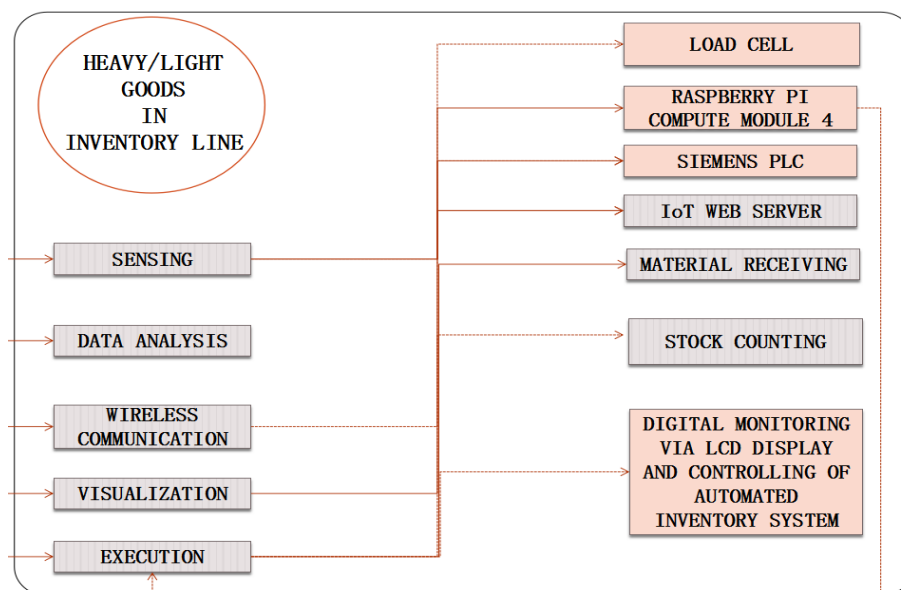 HEAVY/LIGHT
GOODS
IN
INVENTORY LINE
SENSING
DATA ANALYSIS
WIRELESS
COMMUNICATION
VISUALIZATION
EXECUTION
LOAD CELL
RASPBERRY PI
COMPUTE MODULE 4
SIEMENS PLC
IoT WEB SERVER
MATERIAL RECEIVING
STOCK COUNTING
DIGITAL MONITORING
VIA LCD DISPLAY
AND CONTROLLING OF
AUTOMATED
INVENTORY SYSTEM